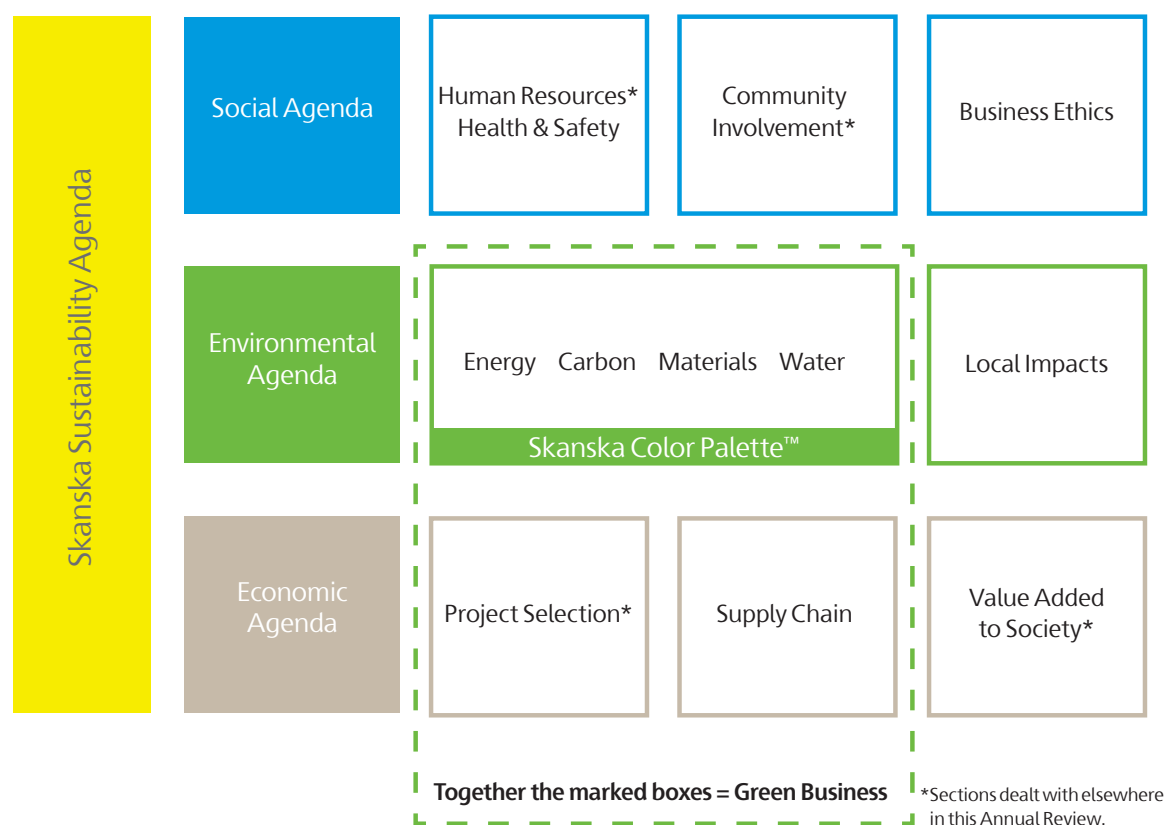 Skanska Sustainability Agenda
Social Agenda
Human Resources*
Health & Safety
Community
Involvement*
Business Ethics
Environmental
Agenda
Energy Carbon Materials Water
Skanska Color Palette™
Local Impacts
Economic
Agenda
Project Selection*
Supply Chain
Value Added
to Society*
Together the marked boxes = Green Business
*Sections dealt with elsewhere
in this Annual Review.